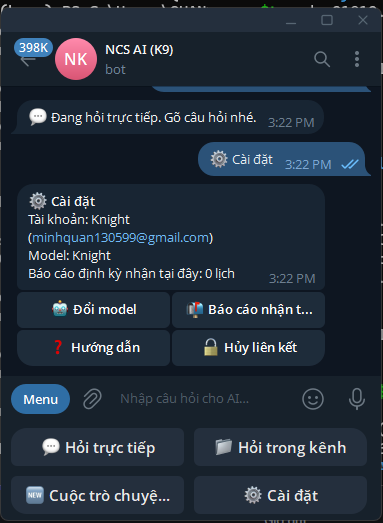 398K
NK
NCS AI (K9)
bot
💬 Đang hỏi trực tiếp. Gõ câu hỏi nhé. 3:22 PM
⚙️ Cài đặt 3:22 PM
⚙️ Cài đặt
Tài khoản: Knight
(minhquan130599@gmail.com)
Model: Knight
Báo cáo định kỳ nhận tại đây: 0 lịch
3:22 PM
🤖 Đổi model
📬 Báo cáo nhận t...
❓ Hướng dẫn
🔓 Hủy liên kết
Menu
Nhập câu hỏi cho AI...
💬 Hỏi trực tiếp
📁 Hỏi trong kênh
🆕 Cuộc trò chuyệ...
⚙️ Cài đặt